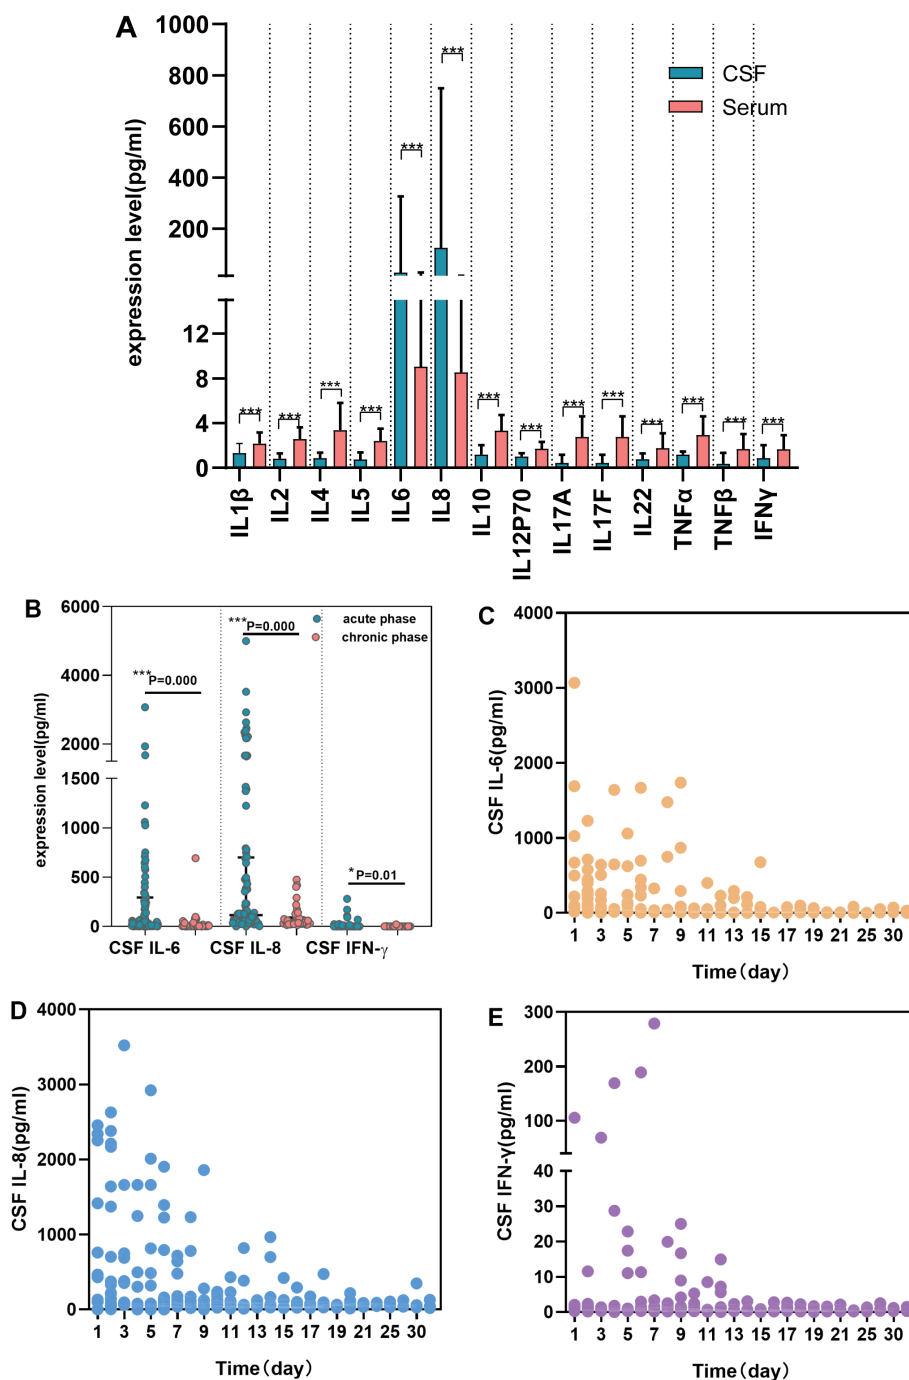 A
expression level(pg/ml)
1000
800
600
400
200
12
8
4
0
CSF
Serum
***
***
***
***
***
***
***
***
***
***
***
***
***
***
IL1β
IL2
IL4
IL5
IL6
IL8
IL10
IL12P70
IL17A
IL17F
IL22
TNFα
TNFβ
IFNγ
B
expression level(pg/ml)
6000
4000
2000
1500
1000
500
0
acute phase
chronic phase
***P=0.000
***P=0.000
*P=0.01
CSF IL-6
CSF IL-8
CSF IFN-γ
C
CSF IL-6(pg/ml)
4000
3000
2000
1000
0
1 3 5 7 9 11 13 15 17 19 21 25 30
Time(day)
D
CSF IL-8(pg/ml)
4000
3000
2000
1000
0
1 3 5 7 9 11 13 15 17 19 21 25 30
Time(day)
E
CSF IFN-γ(pg/ml)
300
200
100
40
30
20
10
0
1 3 5 7 9 11 13 15 17 19 21 25 30
Time(day)